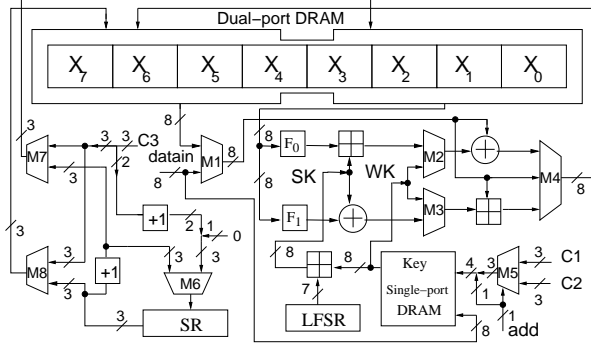 Dual-port DRAM
X7 X6 X5 X4 X3 X2 X1 X0
3 M7 3 3 C3 8 M1 8 8 F0 M2 M4 8
2 datain
3 8 8 SK WK
+1 2 1 0 F1 M3
3 3 3 8 8
M8 3 +1 M6 8 Key 4 3 M5 3 C1
3 7 Single-port 1 3 C2
3 SR LFSR DRAM 8 1
add